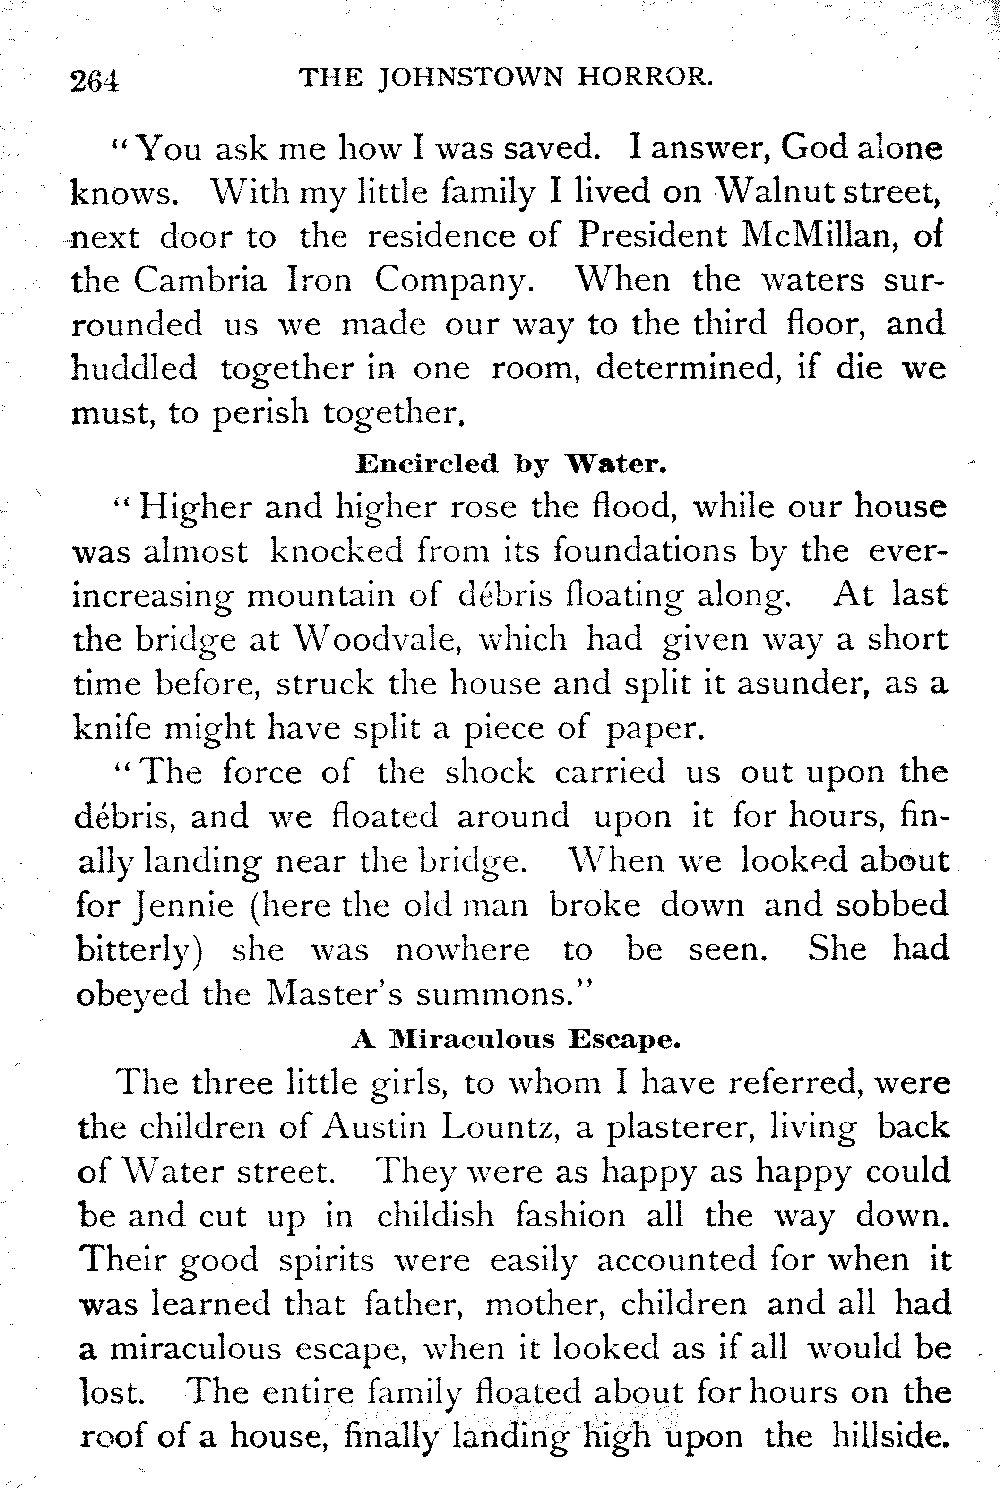 264 THE JOHNSTOWN HORROR.
“You ask me how I was saved. I answer, God alone
knows. With my little family I lived on Walnut street,
next door to the residence of President McMillan, of
the Cambria Iron Company. When the waters sur-
rounded us we made our way to the third floor, and
huddled together in one room, determined, if die we
must, to perish together.
Encircled by Water.
“Higher and higher rose the flood, while our house
was almost knocked from its foundations by the ever-
increasing mountain of débris floating along. At last
the bridge at Woodvale, which had given way a short
time before, struck the house and split it asunder, as a
knife might have split a piece of paper.
“The force of the shock carried us out upon the
débris, and we floated around upon it for hours, fin-
ally landing near the bridge. When we looked about
for Jennie (here the old man broke down and sobbed
bitterly) she was nowhere to be seen. She had
obeyed the Master’s summons.”
A Miraculous Escape.
The three little girls, to whom I have referred, were
the children of Austin Lountz, a plasterer, living back
of Water street. They were as happy as happy could
be and cut up in childish fashion all the way down.
Their good spirits were easily accounted for when it
was learned that father, mother, children and all had
a miraculous escape, when it looked as if all would be
lost. The entire family floated about for hours on the
roof of a house, finally landing high upon the hillside.